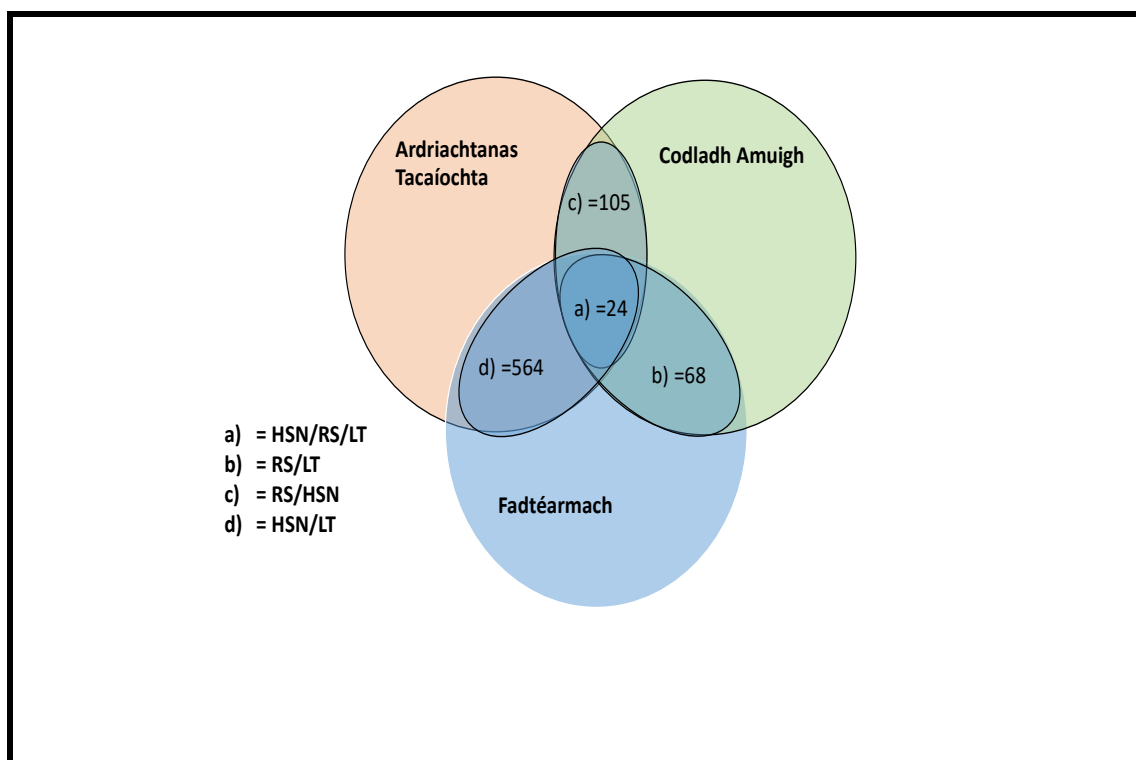 Ardriachtanas
Tacaíochta
Codladh Amuigh
c) =105
a) =24
d) =564
b) =68
a) = HSN/RS/LT
b) = RS/LT
c) = RS/HSN
d) = HSN/LT
Fadtéarmach